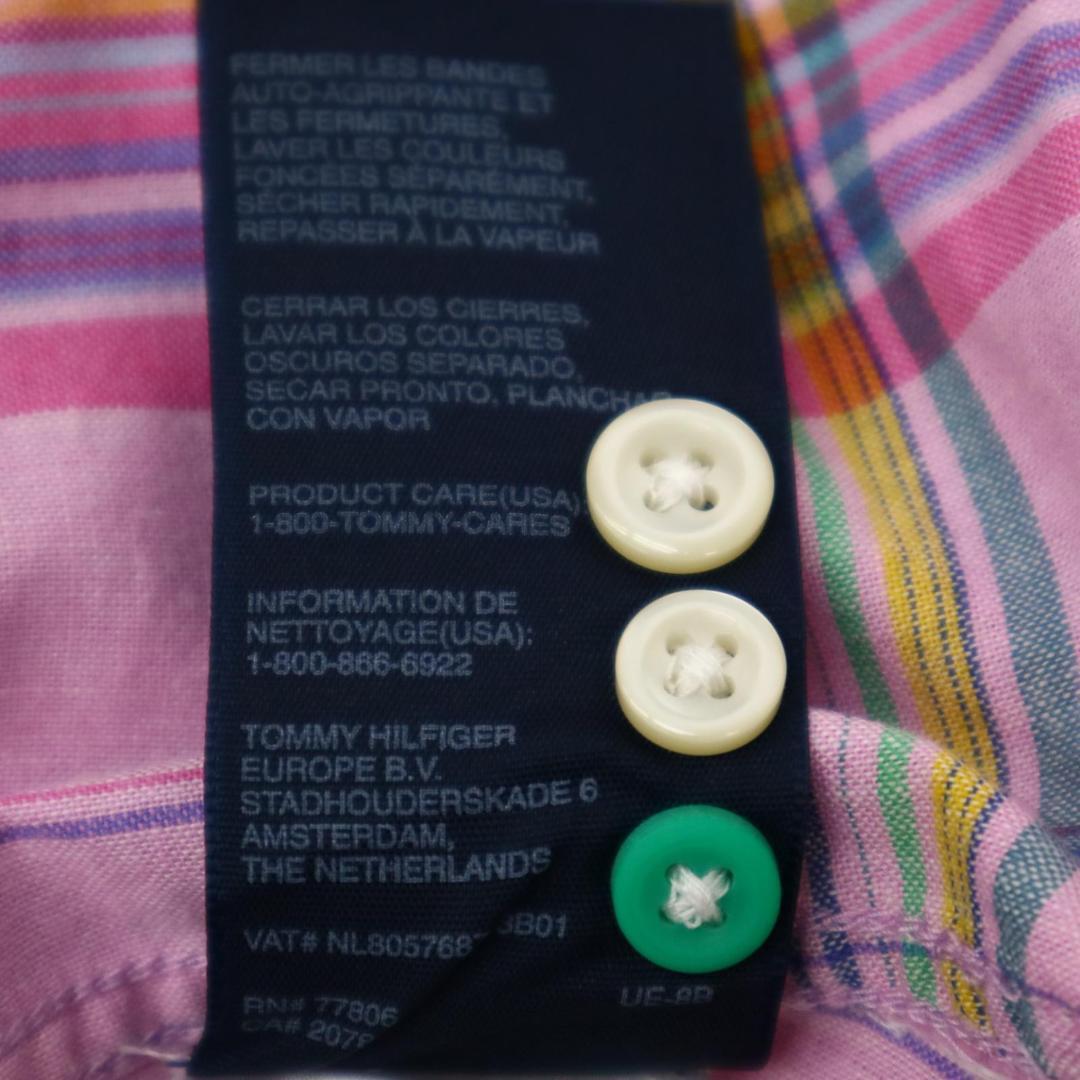 FERMER LES BANDES
AUTO-AGRIPPANTE ET
LES FERMETURES,
LAVER LES COULEURS
FONCÉES SÉPARÉMENT,
SÉCHER RAPIDEMENT,
REPASSER À LA VAPEUR
CERRAR LOS CIERRES,
LAVAR LOS COLORES
OSCUROS SEPARADO,
SECAR PRONTO, PLANCHAR
CON VAPOR
PRODUCT CARE(USA):
1-800-TOMMY-CARES
INFORMATION DE
NETTOYAGE(USA):
1-800-866-6922
TOMMY HILFIGER
EUROPE B.V.
STADHOUDERSKADE 6
AMSTERDAM,
THE NETHERLANDS
VAT# 
RN# 77806
CA#
UE-8B